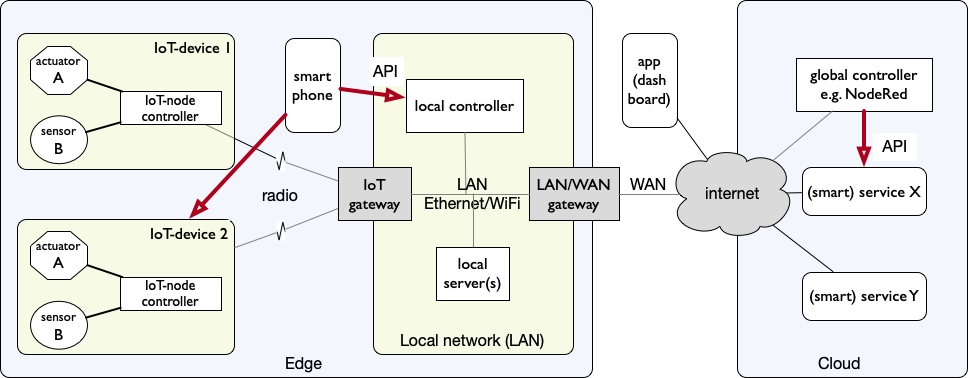 IoT-device 1
actuator
A
IoT-node
controller
sensor
B
smart
phone
API
local controller
radio
IoT
gateway
LAN
Ethernet/WiFi
LAN/WAN
gateway
WAN
local
server(s)
Local network (LAN)
IoT-device 2
actuator
A
IoT-node
controller
sensor
B
Edge
app
(dash
board)
internet
global controller
e.g. NodeRed
API
(smart) service X
(smart) service Y
Cloud